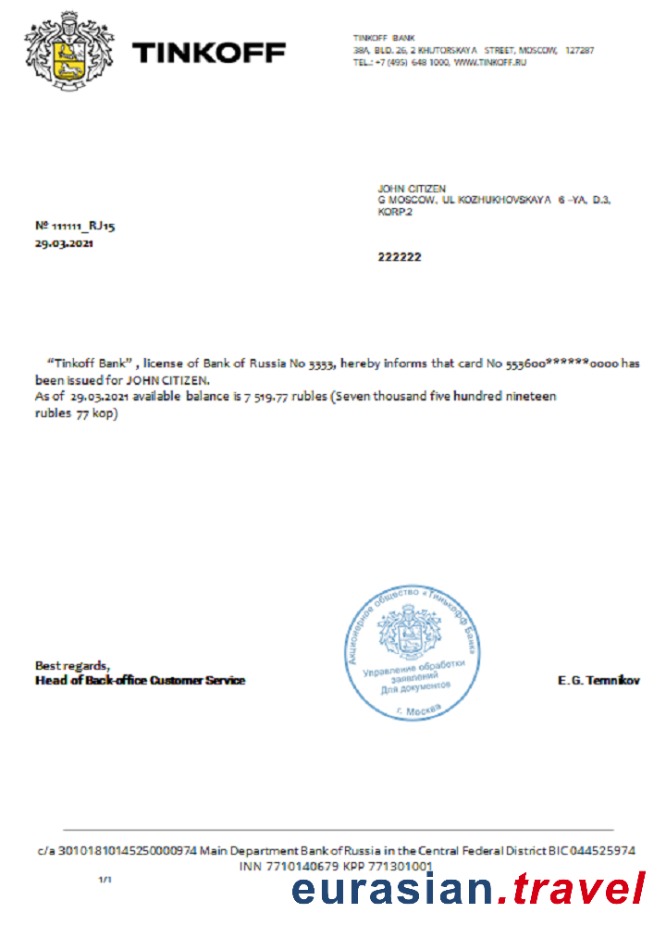 TINKOFF
TINKOFF BANK
38A, BLD. 26, 2 KHUTORSKAYA STREET, MOSCOW, 127287
TEL.: +7 (495) 648 1000, WWW.TINKOFF.RU
JOHN CITIZEN
G MOSCOW, UL KOZHUKHOVSKAYA 6 -YA, D.3,
KORP.2
№ 111111_RJ15
29.03.2021
222222
"Tinkoff Bank" , license of Bank of Russia No 3333, hereby informs that card No 553600******0000 has
been issued for JOHN CITIZEN.
As of 29.03.2021 available balance is 7 519.77 rubles (Seven thousand five hundred nineteen
rubles 77 kop)
Акционерное общество «Тинькофф Банк»
Управление обработки
заявлений
Для документов
г. Москва
Best regards,
Head of Back-office Customer Service
E. G. Temnikov
c/a 30101810145250000974 Main Department Bank of Russia in the Central Federal District BIC 044525974
INN 7710140679 KPP 771301001
1/1
eurasian.travel